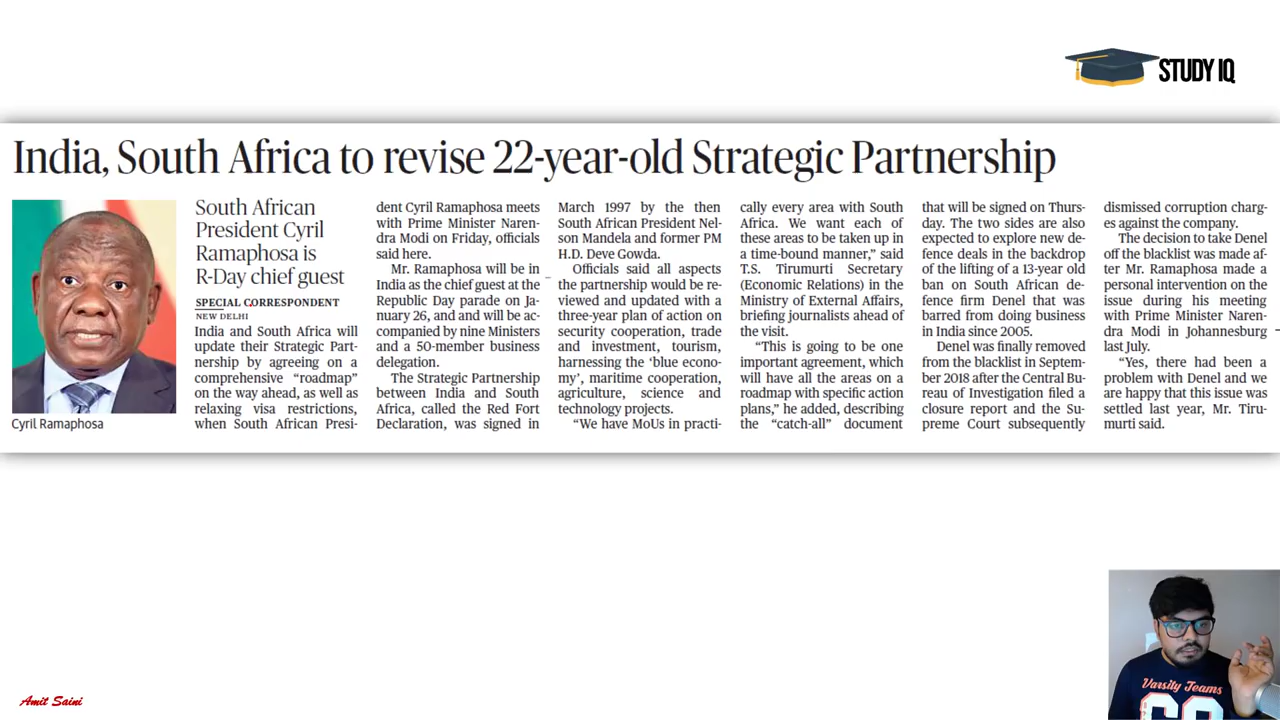 STUDY IQ
India, South Africa to revise 22-year-old Strategic Partnership
Cyril Ramaphosa
South African
President Cyril
Ramaphosa is
R-Day chief guest
SPECIAL CORRESPONDENT
NEW DELHI
India and South Africa will
update their Strategic Part-
nership by agreeing on a
comprehensive “roadmap”
on the way ahead, as well as
relaxing visa restrictions,
when South African Presi-
dent Cyril Ramaphosa meets
with Prime Minister Naren-
dra Modi on Friday, officials
said here.
Mr. Ramaphosa will be in
India as the chief guest at the
Republic Day parade on Ja-
nuary 26, and and will be ac-
companied by nine Ministers
and a 50-member business
delegation.
The Strategic Partnership
between India and South
Africa, called the Red Fort
Declaration, was signed in
March 1997 by the then
South African President Nel-
son Mandela and former PM
H.D. Deve Gowda.
Officials said all aspects
the partnership would be re-
viewed and updated with a
three-year plan of action on
security cooperation, trade
and investment, tourism,
harnessing the ‘blue econo-
my’, maritime cooperation,
agriculture, science and
technology projects.
“We have MoUs in practi-
cally every area with South
Africa. We want each of
these areas to be taken up in
a time-bound manner,” said
T.S. Tirumurti Secretary
(Economic Relations) in the
Ministry of External Affairs,
briefing journalists ahead of
the visit.
“This is going to be one
important agreement, which
will have all the areas on a
roadmap with specific action
plans,” he added, describing
the “catch-all” document
that will be signed on Thurs-
day. The two sides are also
expected to explore new de-
fence deals in the backdrop
of the lifting of a 13-year old
ban on South African de-
fence firm Denel that was
barred from doing business
in India since 2005.
Denel was finally removed
from the blacklist in Septem-
ber 2018 after the Central Bu-
reau of Investigation filed a
closure report and the Su-
preme Court subsequently
dismissed corruption charg-
es against the company.
The decision to take Denel
off the blacklist was made af-
ter Mr. Ramaphosa made a
personal intervention on the
issue during his meeting
with Prime Minister Naren-
dra Modi in Johannesburg
last July.
“Yes, there had been a
problem with Denel and we
are happy that this issue was
settled last year, Mr. Tiru-
murti said.
Amit Saini
Varsity Teams